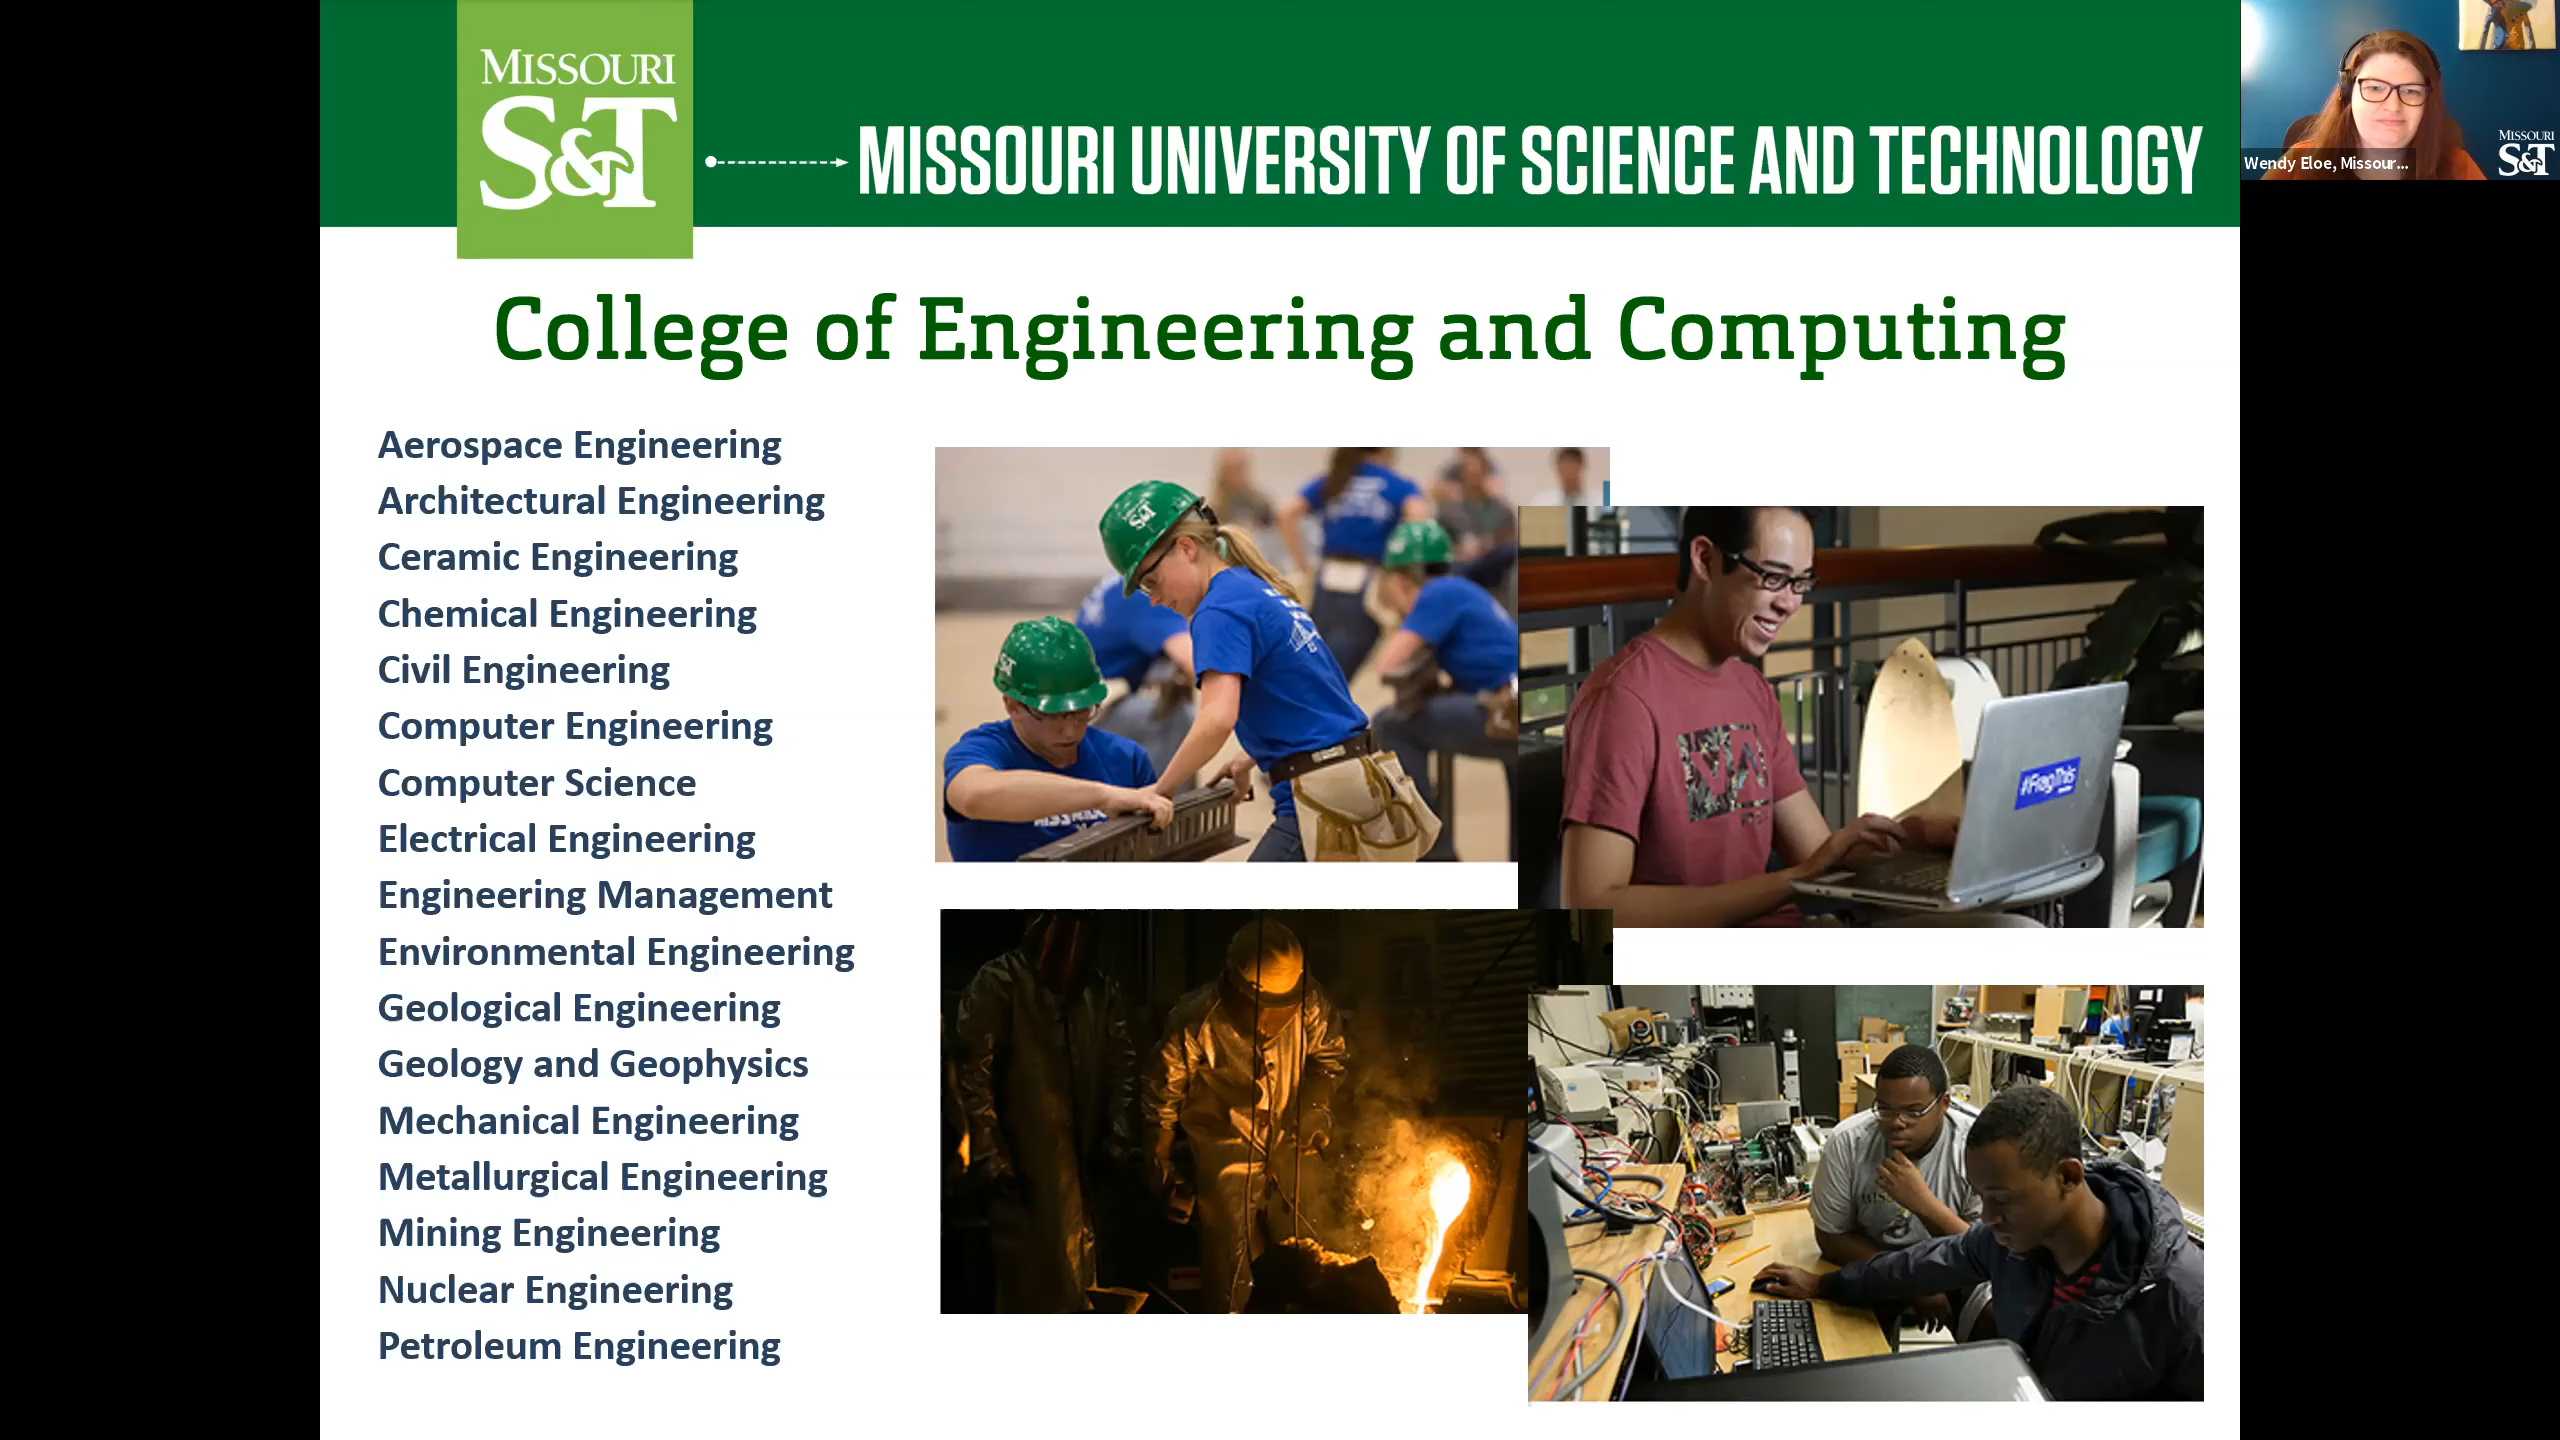 MISSOURI
S&T
MISSOURI UNIVERSITY OF SCIENCE AND TECHNOLOGY
MISSOURI
S&T
Wendy Eloe, Missour...
College of Engineering and Computing
Aerospace Engineering
Architectural Engineering
Ceramic Engineering
Chemical Engineering
Civil Engineering
Computer Engineering
Computer Science
Electrical Engineering
Engineering Management
Environmental Engineering
Geological Engineering
Geology and Geophysics
Mechanical Engineering
Metallurgical Engineering
Mining Engineering
Nuclear Engineering
Petroleum Engineering
S&T
S&T
#FragThis